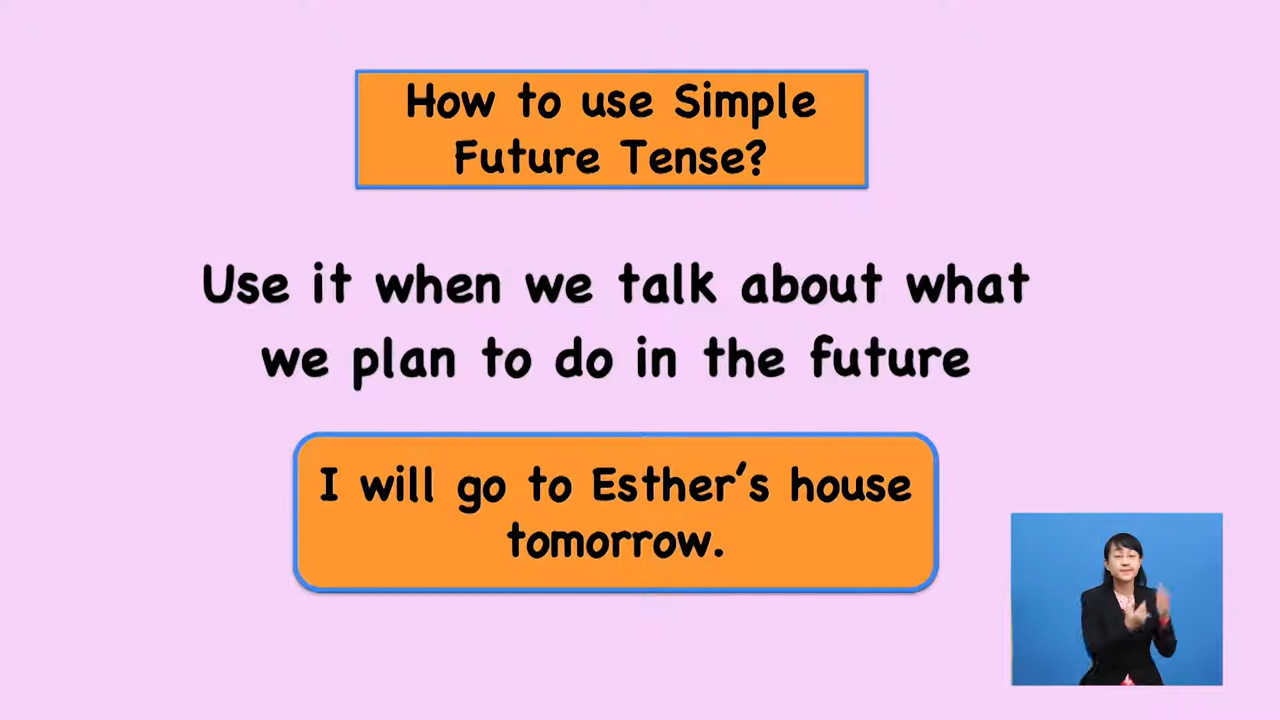 How to use Simple
Future Tense?
Use it when we talk about what
we plan to do in the future
I will go to Esther's house
tomorrow.